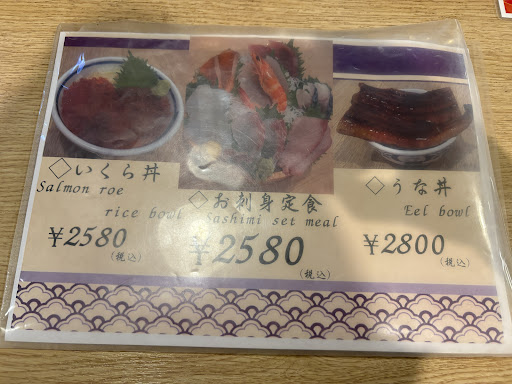 ◇いくら丼
Salmon roe
rice bowl
¥2580
(税込)
◇お刺身定食
Sashimi set meal
¥2580
(税込)
◇うな丼
Eel bowl
¥2800
(税込)